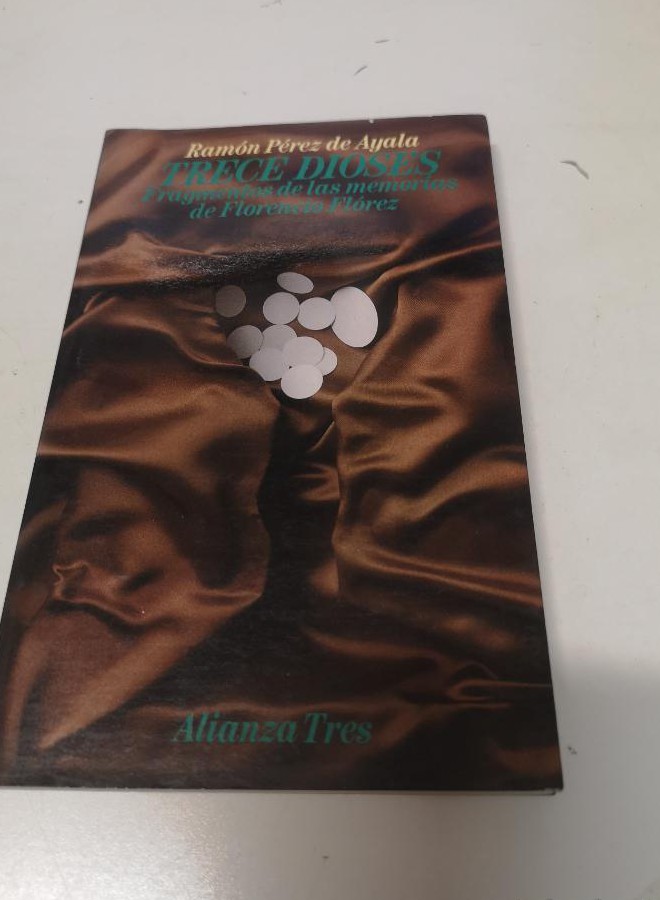 Ramón Pérez de Ayala
TRECE DIOSES
Fragmentos de las memorias
de Florencio Flórez
Alianza Tres